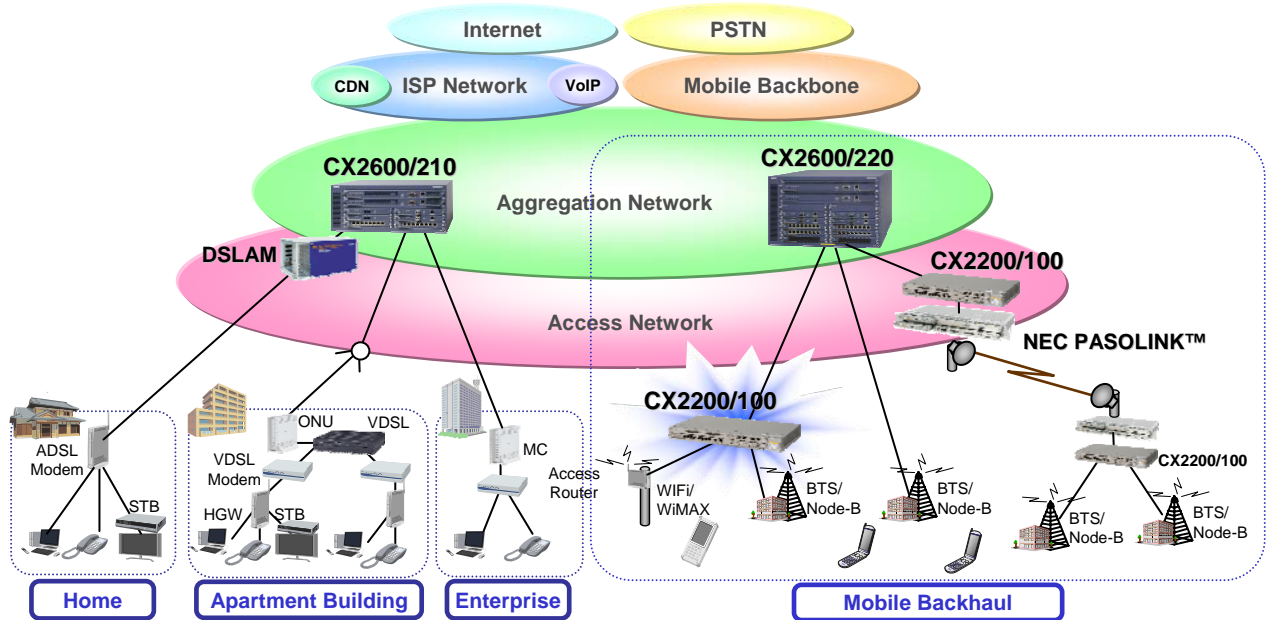 Internet
PSTN
CDN
ISP Network
VoIP
Mobile Backbone
CX2600/210
CX2600/220
Aggregation Network
DSLAM
CX2200/100
Access Network
NEC PASOLINK™
CX2200/100
ONU
VDSL
ADSL
Modem
VDSL
Modem
MC
Access
Router
WIFi/
WiMAX
BTS/
Node-B
BTS/
Node-B
CX2200/100
STB
HGW
STB
BTS/
Node-B
BTS/
Node-B
Home
Apartment Building
Enterprise
Mobile Backhaul